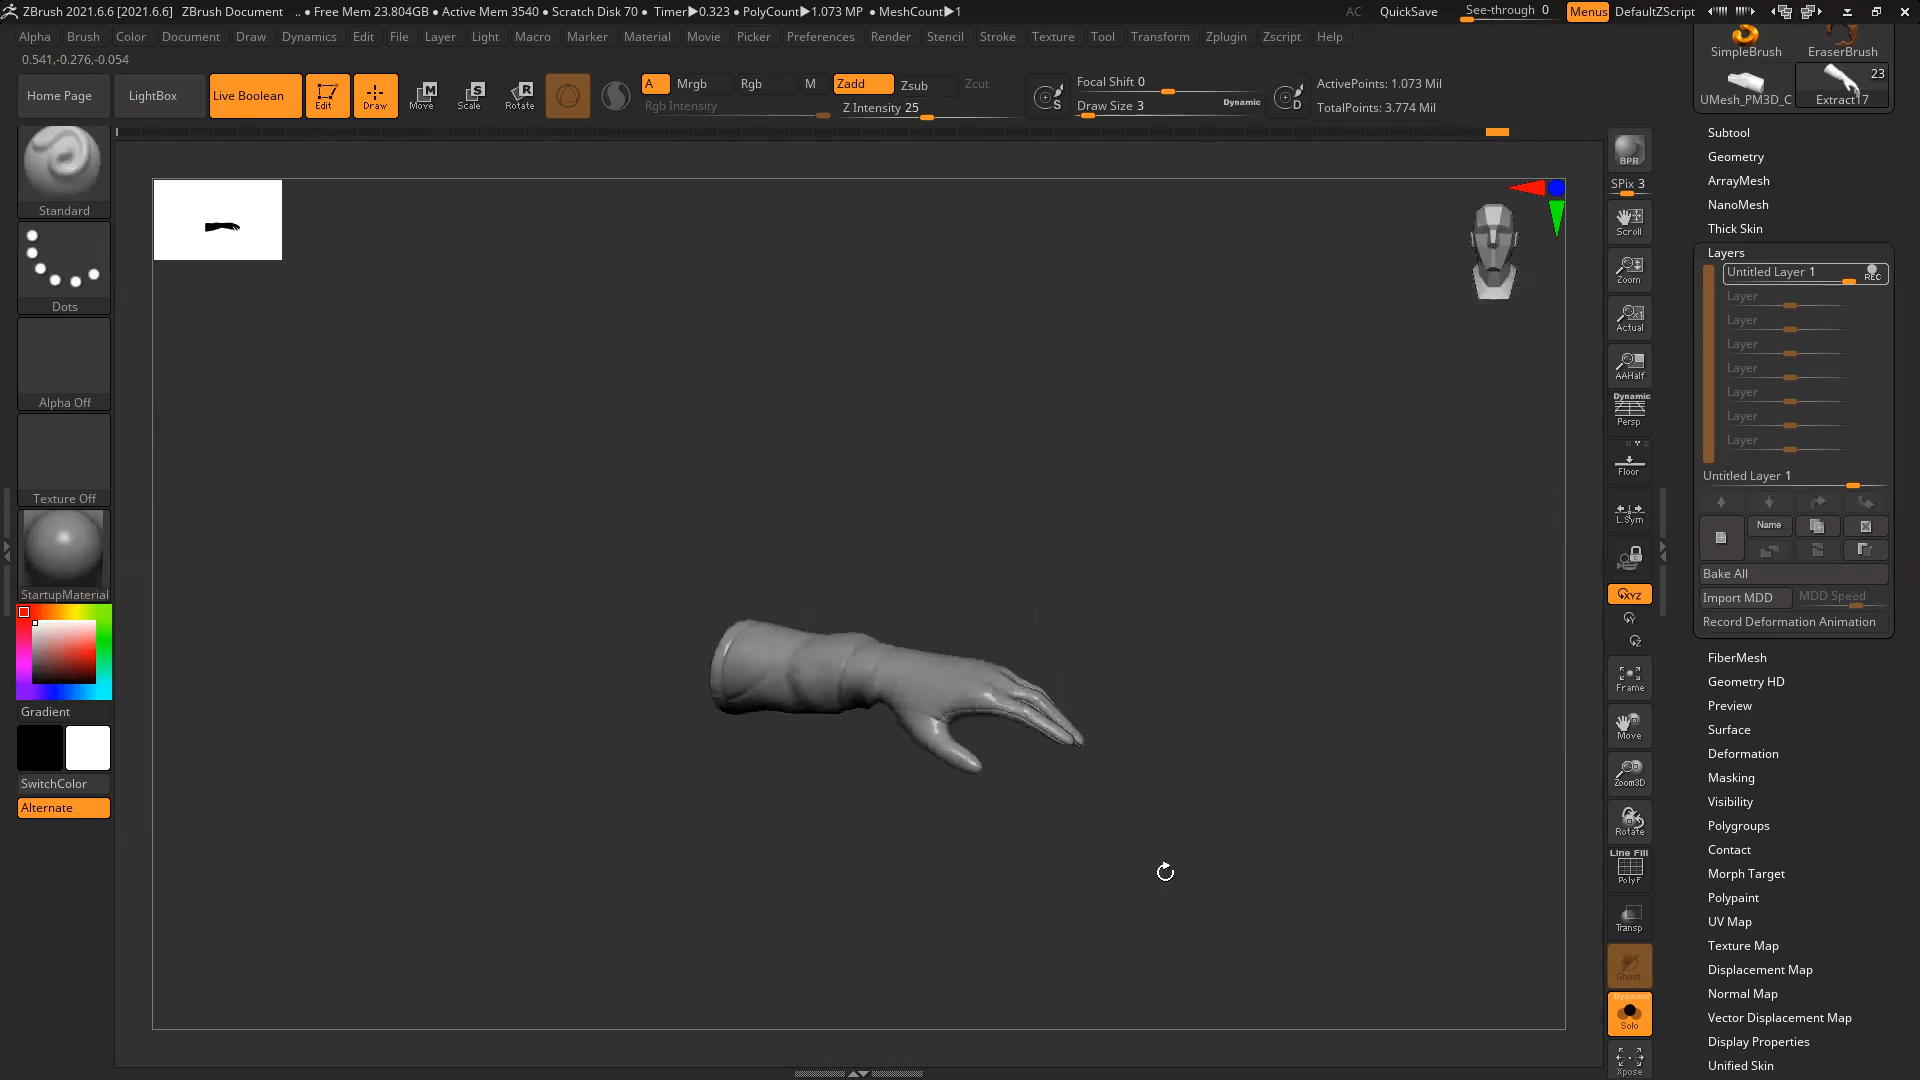 ZBrush 2021.6.6 [2021.6.6] ZBrush Document .. ● Free Mem 23.804GB ● Active Mem 3540 ● Scratch Disk 70 ● Timer▶0.323 ● PolyCount▶1.073 MP ● MeshCount▶1 AC QuickSave See-through 0 Menus DefaultZScript
Alpha Brush Color Document Draw Dynamics Edit File Layer Light Macro Marker Material Movie Picker Preferences Render Stencil Stroke Texture Tool Transform Zplugin Zscript Help
0.541,-0.276,-0.054
Home Page LightBox Live Boolean Edit Draw Move Scale Rotate
A Mrgb Rgb M Zadd Zsub Zcut
Rgb Intensity Z Intensity 25
Focal Shift 0
Draw Size 3 Dynamic
ActivePoints: 1.073 Mil
TotalPoints: 3.774 Mil
Standard
Dots
Alpha Off
Texture Off
StartupMaterial
Gradient
SwitchColor
Alternate
BPR
SPix 3
Scroll
Zoom
Actual
AAHalf
Dynamic
Persp
Floor
L.Sym
XYZ
Frame
Move
Zoom3D
Rotate
Line Fill
PolyF
Transp
Ghost
Dynamic
Solo
Xpose
SimpleBrush EraserBrush
23
UMesh_PM3D_C Extract17
Subtool
Geometry
ArrayMesh
NanoMesh
Thick Skin
Layers
Untitled Layer 1 REC
Layer
Layer
Layer
Layer
Layer
Layer
Layer
Untitled Layer 1
Name
Bake All
Import MDD MDD Speed
Record Deformation Animation
FiberMesh
Geometry HD
Preview
Surface
Deformation
Masking
Visibility
Polygroups
Contact
Morph Target
Polypaint
UV Map
Texture Map
Displacement Map
Normal Map
Vector Displacement Map
Display Properties
Unified Skin